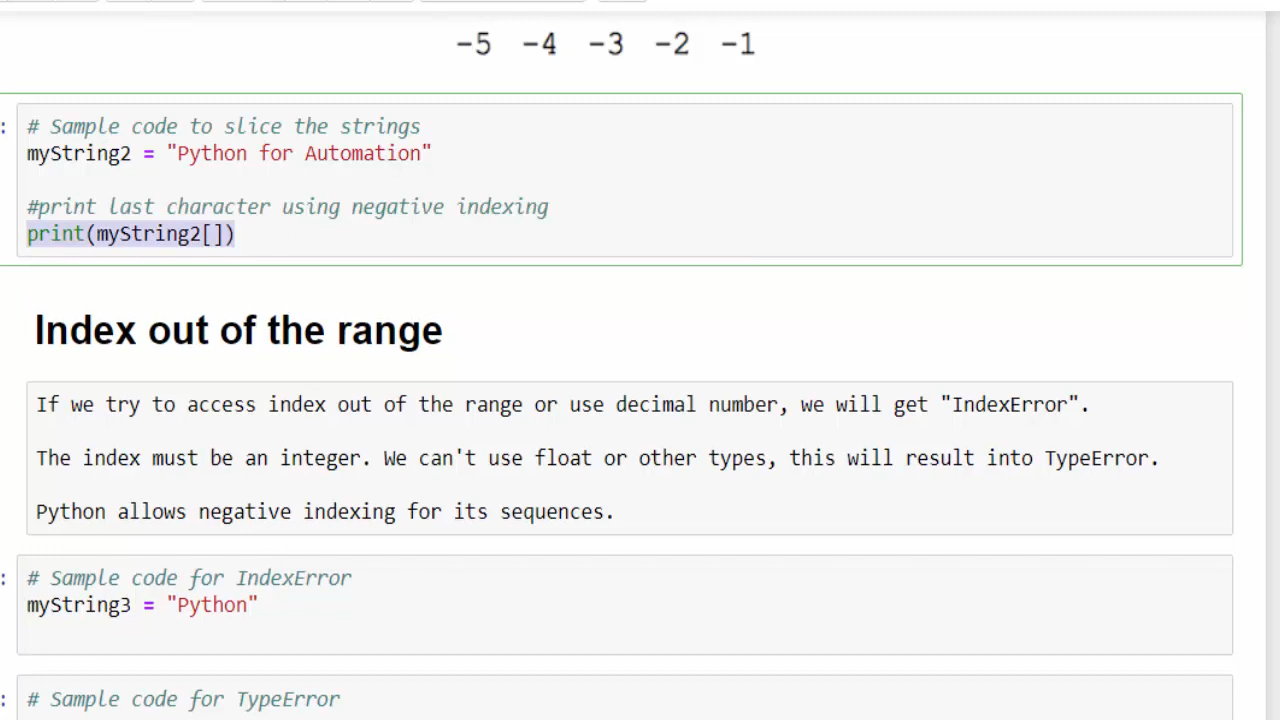 -5 -4 -3 -2 -1
: # Sample code to slice the strings
myString2 = "Python for Automation"
#print last character using negative indexing
print(myString2[])
Index out of the range
If we try to access index out of the range or use decimal number, we will get "IndexError".
The index must be an integer. We can't use float or other types, this will result into TypeError.
Python allows negative indexing for its sequences.
: # Sample code for IndexError
myString3 = "Python"
: # Sample code for TypeError